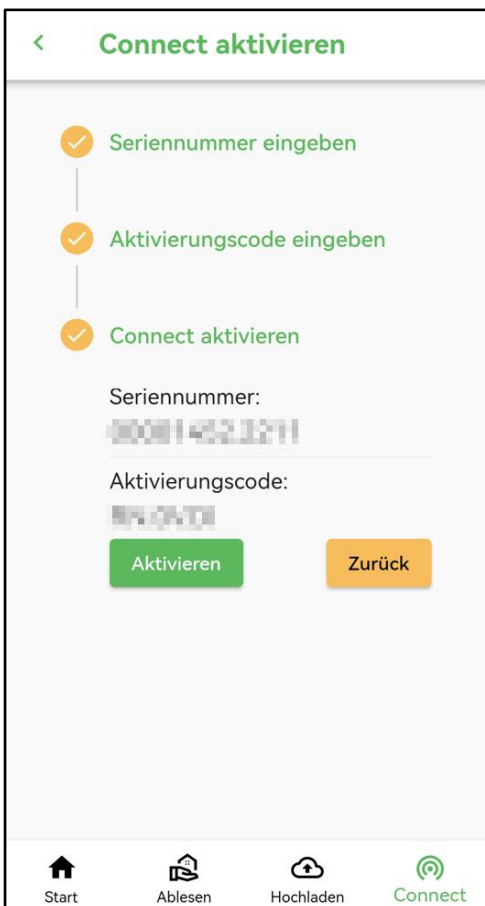 Connect aktivieren
Seriennummer eingeben
Aktivierungscode eingeben
Connect aktivieren
Seriennummer:
Aktivierungscode:
Aktivieren Zurück
Start Ablesen Hochladen Connect